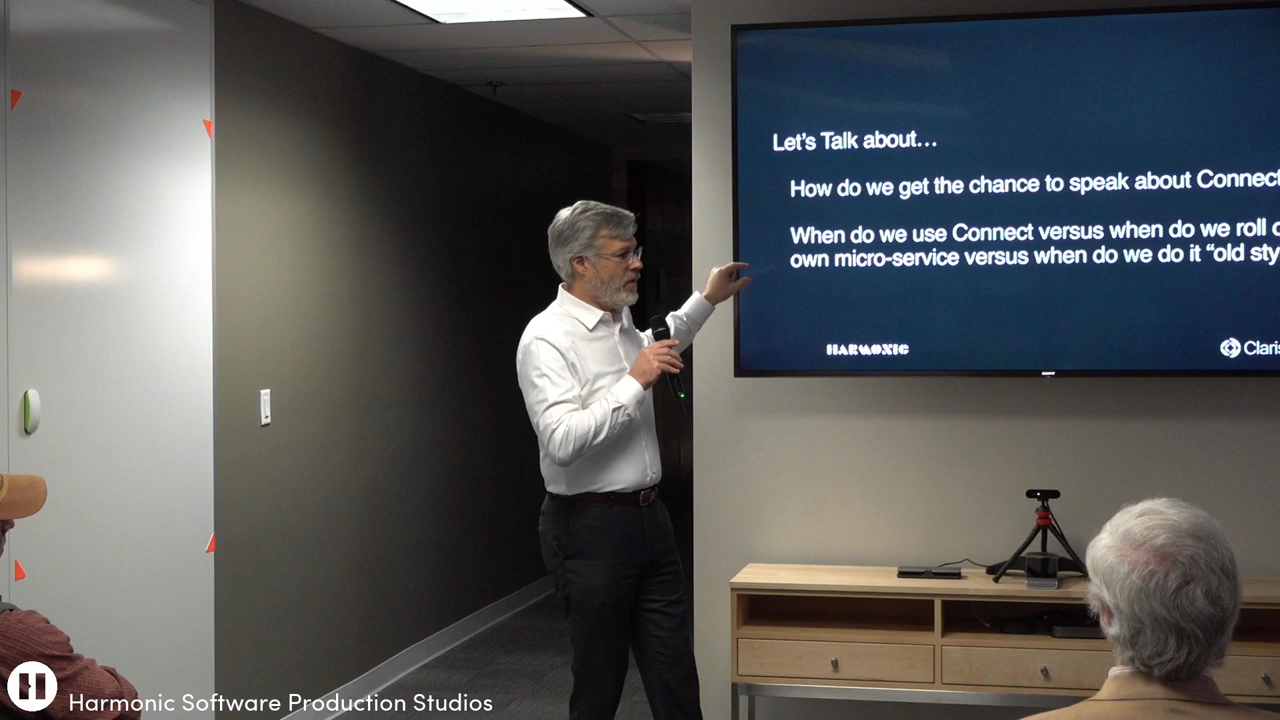 Let's Talk about...
How do we get the chance to speak about Connect
When do we use Connect versus when do we roll
own micro-service versus when do we do it "old
HARMONIC
SONY
Harmonic Software Production Studios